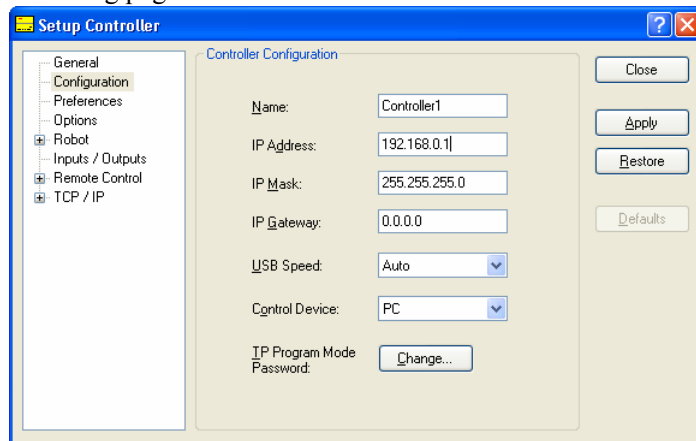 Setup Controller
General
Configuration
Preferences
Options
Robot
Inputs / Outputs
Remote Control
TCP / IP
Controller Configuration
Name: Controller1
IP Address: 192.168.0.1
IP Mask: 255.255.255.0
IP Gateway: 0.0.0.0
USB Speed: Auto
Control Device: PC
TP Program Mode
Password: Change...
Close
Apply
Restore
Defaults